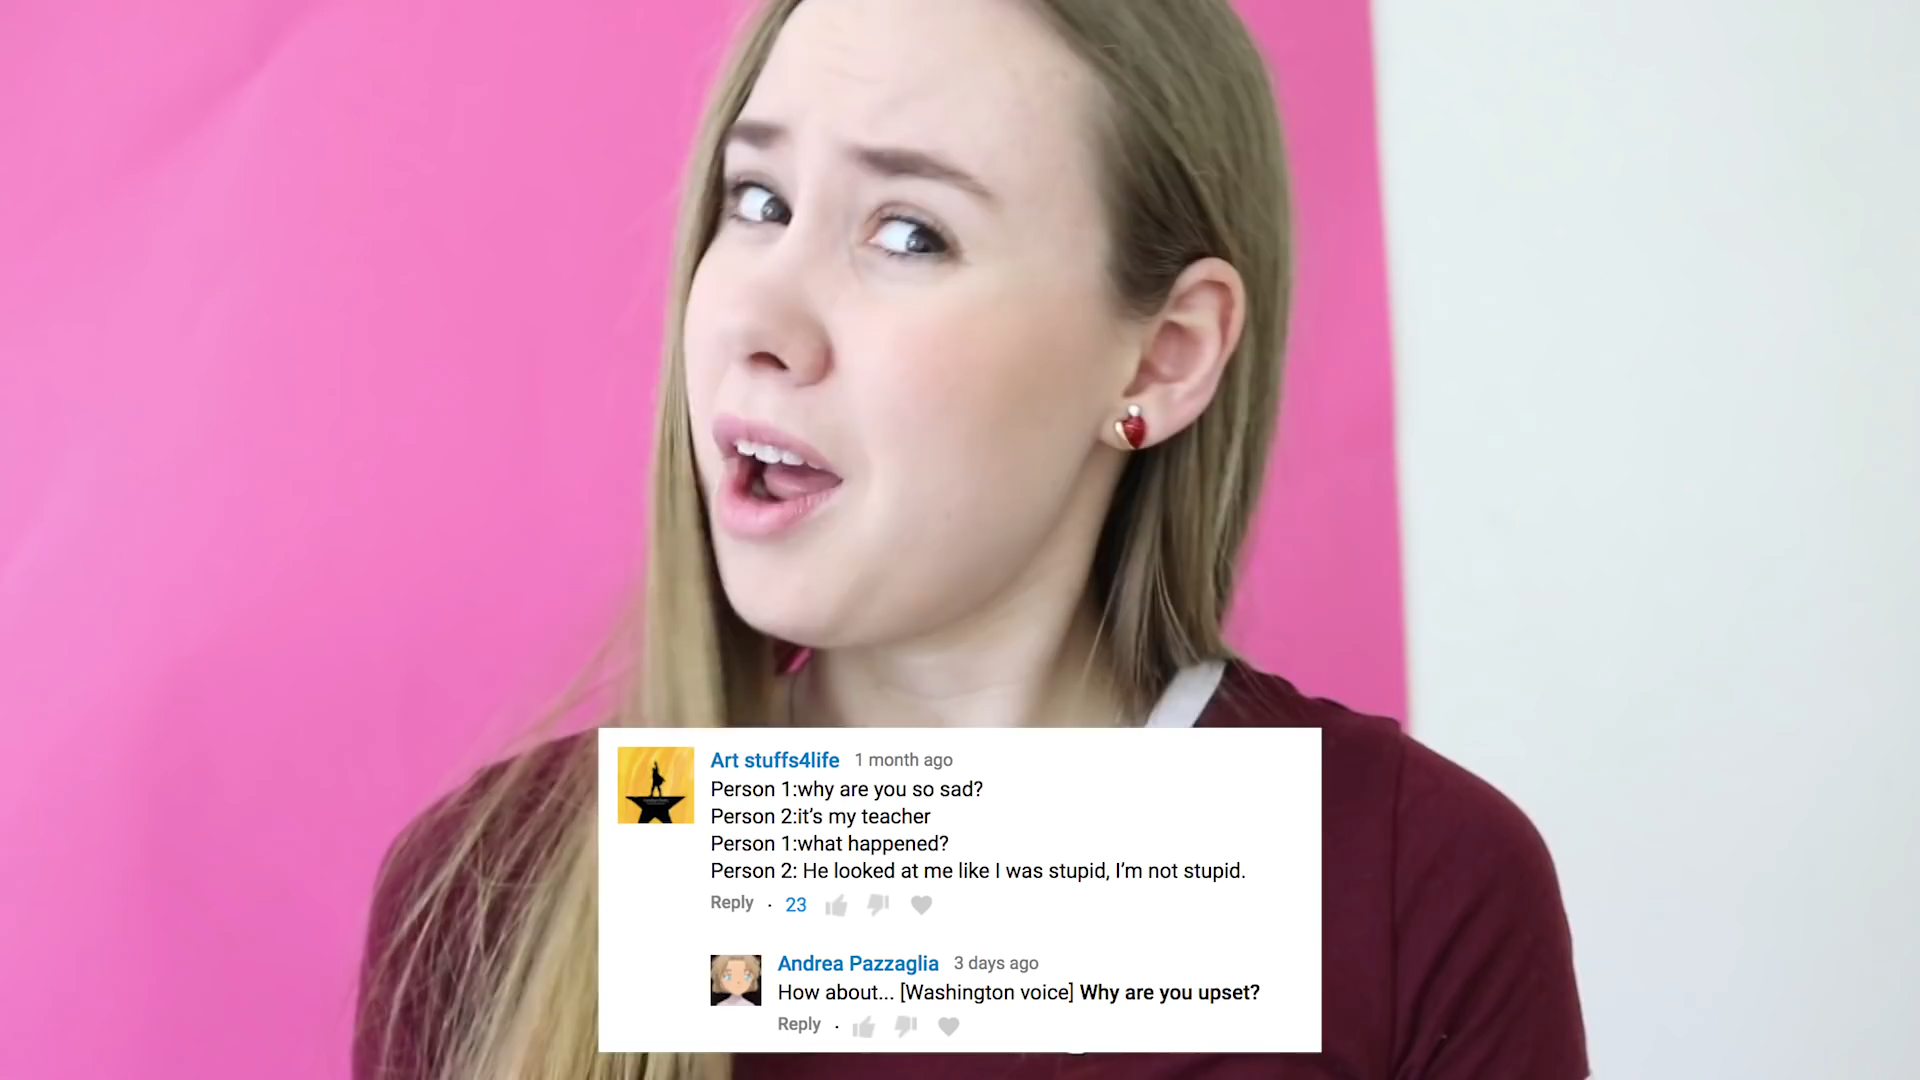 Art stuffs4life 1 month ago
Person 1:why are you so sad?
Person 2:it’s my teacher
Person 1:what happened?
Person 2: He looked at me like I was stupid, I’m not stupid.
Reply · 23
Andrea Pazzaglia 3 days ago
How about... [Washington voice] Why are you upset?
Reply ·